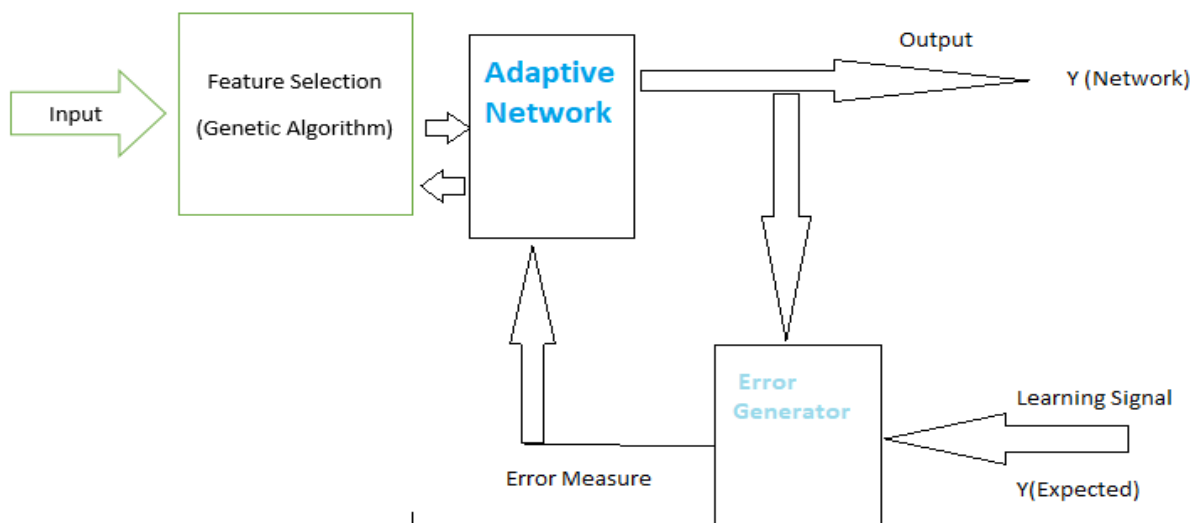 Input
Feature Selection
(Genetic Algorithm)
Adaptive
Network
Output
Y (Network)
Error
Generator
Learning Signal
Y(Expected)
Error Measure